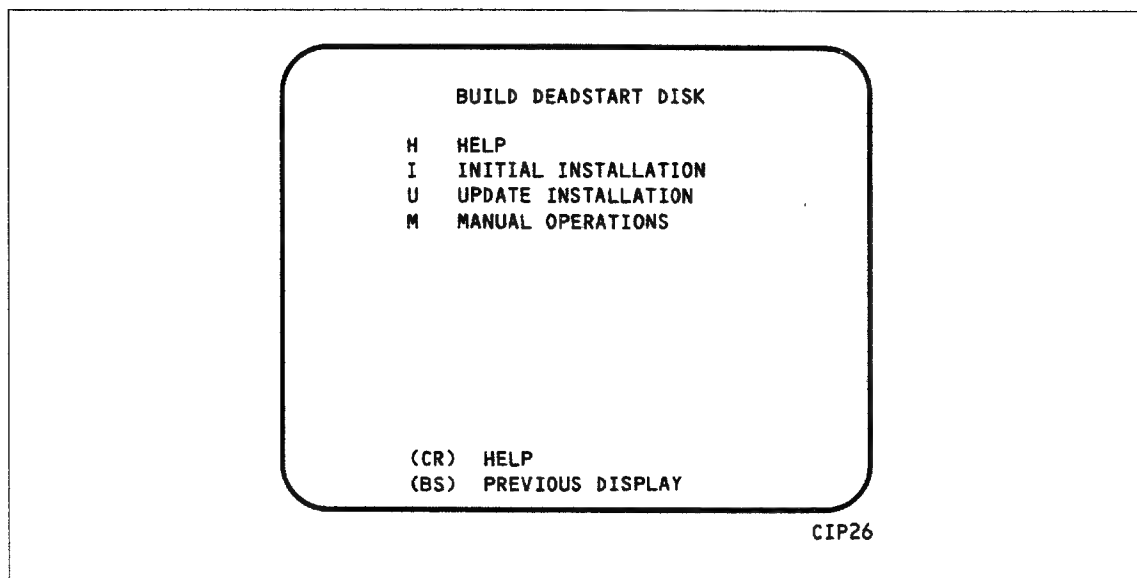 BUILD DEADSTART DISK
H HELP
I INITIAL INSTALLATION
U UPDATE INSTALLATION
M MANUAL OPERATIONS
(CR) HELP
(BS) PREVIOUS DISPLAY
CIP26